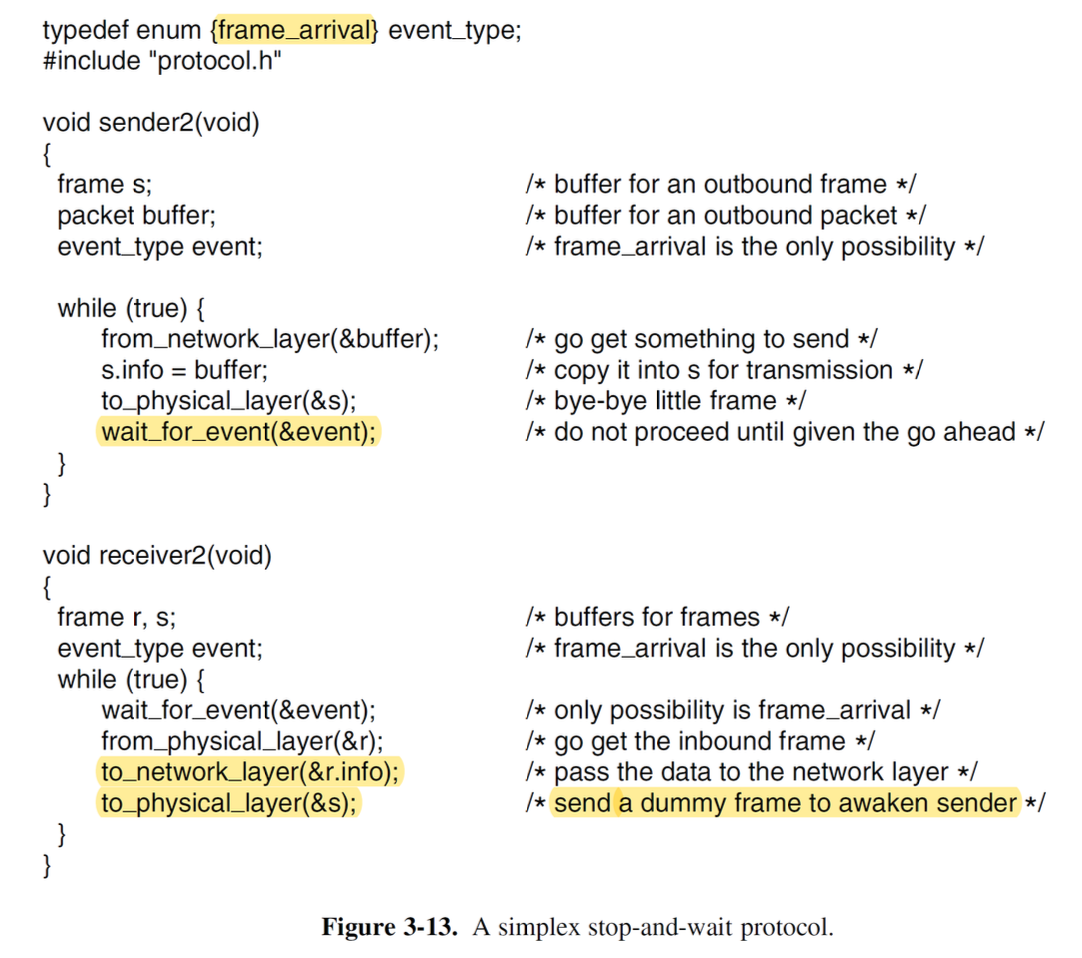 typedef enum {frame_arrival} event_type;
#include "protocol.h"
void sender2(void)
{
frame s; /* buffer for an outbound frame */
packet buffer; /* buffer for an outbound packet */
event_type event; /* frame_arrival is the only possibility */
while (true) {
from_network_layer(&buffer); /* go get something to send */
s.info = buffer; /* copy it into s for transmission */
to_physical_layer(&s); /* bye-bye little frame */
wait_for_event(&event); /* do not proceed until given the go ahead */
}
}
void receiver2(void)
{
frame r, s; /* buffers for frames */
event_type event; /* frame_arrival is the only possibility */
while (true) {
wait_for_event(&event); /* only possibility is frame_arrival */
from_physical_layer(&r); /* go get the inbound frame */
to_network_layer(&r.info); /* pass the data to the network layer */
to_physical_layer(&s); /* send a dummy frame to awaken sender */
}
}
Figure 3-13. A simplex stop-and-wait protocol.